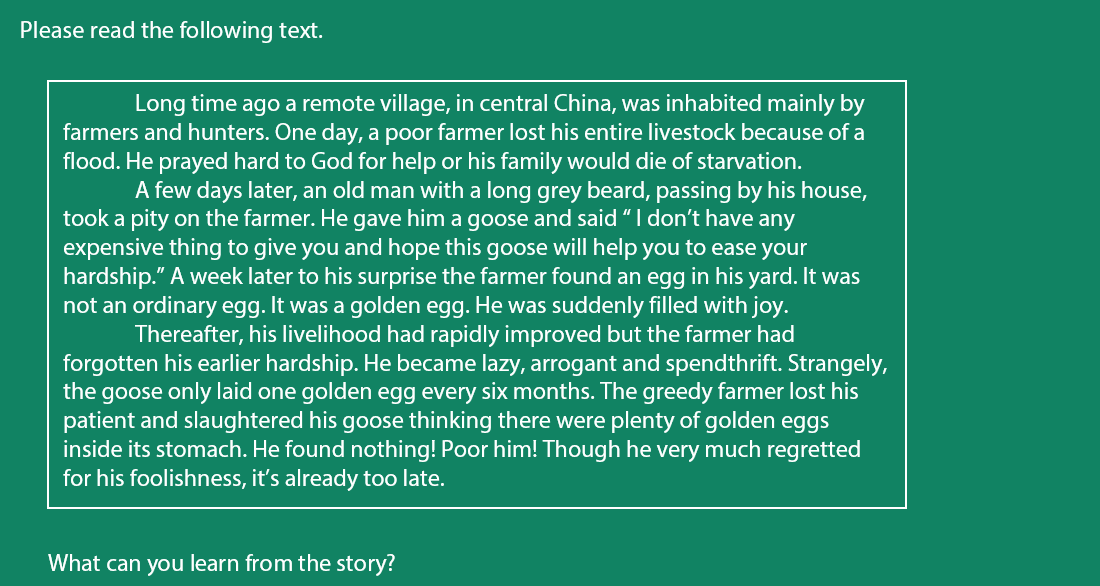 Please read the following text.
Long time ago a remote village, in central China, was inhabited mainly by
farmers and hunters. One day, a poor farmer lost his entire livestock because of a
flood. He prayed hard to God for help or his family would die of starvation.
A few days later, an old man with a long grey beard, passing by his house,
took a pity on the farmer. He gave him a goose and said “ I don’t have any
expensive thing to give you and hope this goose will help you to ease your
hardship.” A week later to his surprise the farmer found an egg in his yard. It was
not an ordinary egg. It was a golden egg. He was suddenly filled with joy.
Thereafter, his livelihood had rapidly improved but the farmer had
forgotten his earlier hardship. He became lazy, arrogant and spendthrift. Strangely,
the goose only laid one golden egg every six months. The greedy farmer lost his
patient and slaughtered his goose thinking there were plenty of golden eggs
inside its stomach. He found nothing! Poor him! Though he very much regretted
for his foolishness, it’s already too late.
What can you learn from the story?